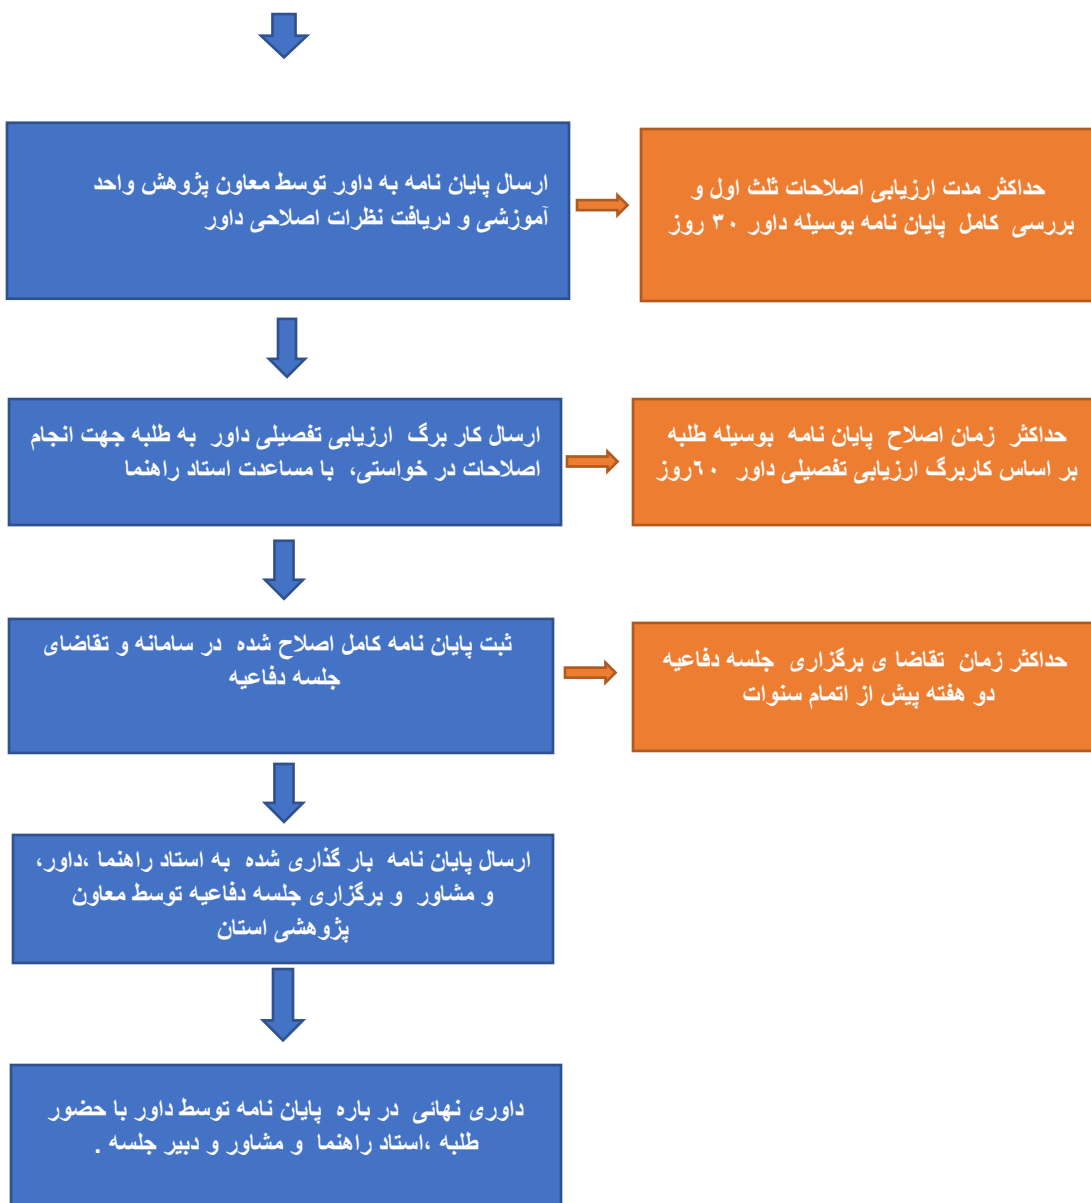 ارسال پایان نامه به داور توسط معاون پژوهش واحد
آموزشی و دریافت نظرات اصلاحی داور
حداکثر مدت ارزیابی اصلاحات ثلث اول و
بررسی کامل پایان نامه بوسیله داور ۳۰ روز
ارسال کار برگ ارزیابی تفصیلی داور به طلبه جهت انجام
اصلاحات در خواستی، با مساعدت استاد راهنما
حداکثر زمان اصلاح پایان نامه بوسیله طلبه
بر اساس کاربرگ ارزیابی تفصیلی داور ٦٠روز
ثبت پایان نامه کامل اصلاح شده در سامانه و تقاضای
جلسه دفاعیه
حداکثر زمان تقاضا ی برگزاری جلسه دفاعیه
دو هفته پیش از اتمام سنوات
ارسال پایان نامه بار گذاری شده به استاد راهنما ،داور،
و مشاور و برگزاری جلسه دفاعیه توسط معاون
پژوهشی استان
داوری نهائی در باره پایان نامه توسط داور با حضور
طلبه ،استاد راهنما و مشاور و دبیر جلسه .